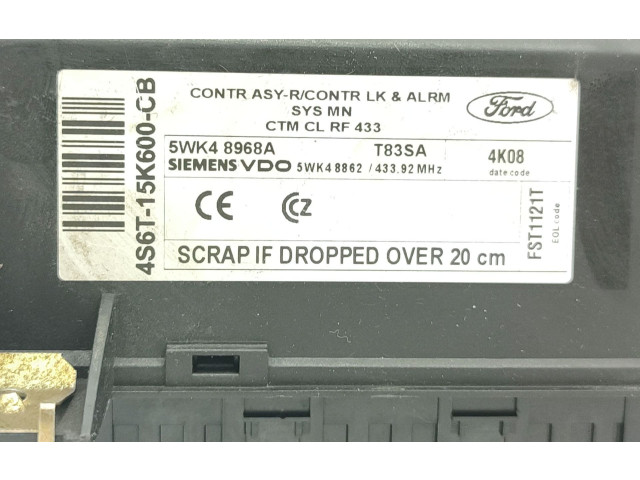 CONTR ASY-R/CONTR LK & ALRM
SYS MN
CTM CL RF 433
Ford
5WK4 8968A T83SA 4K08
SIEMENS VDO 5WK4 8862 / 433.92 MHz date code
CE CZ
SCRAP IF DROPPED OVER 20 cm
FST1121T
EOL code
4S6T-15K600-CB